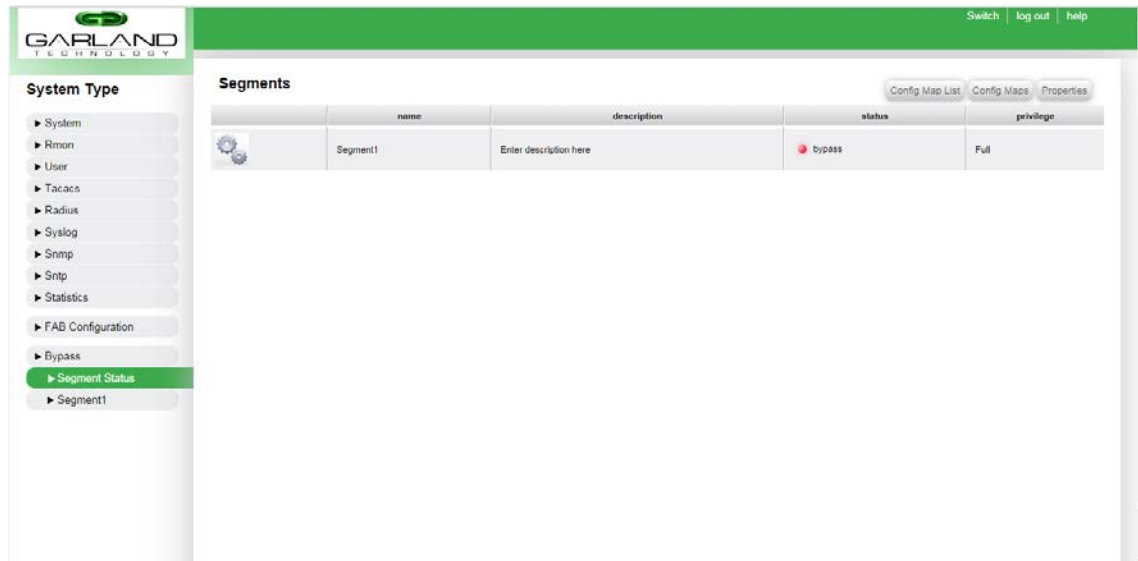 Switch | log out | help
GARLAND
TECHNOLOGY
System Type
▶ System
▶ Rmon
▶ User
▶ Tacacs
▶ Radius
▶ Syslog
▶ Snmp
▶ Sntp
▶ Statistics
▶ FAB Configuration
▶ Bypass
▶ Segment Status
▶ Segment1
Segments
Config Map List Config Maps Properties
name description status privilege
Segment1 Enter description here bypass Full